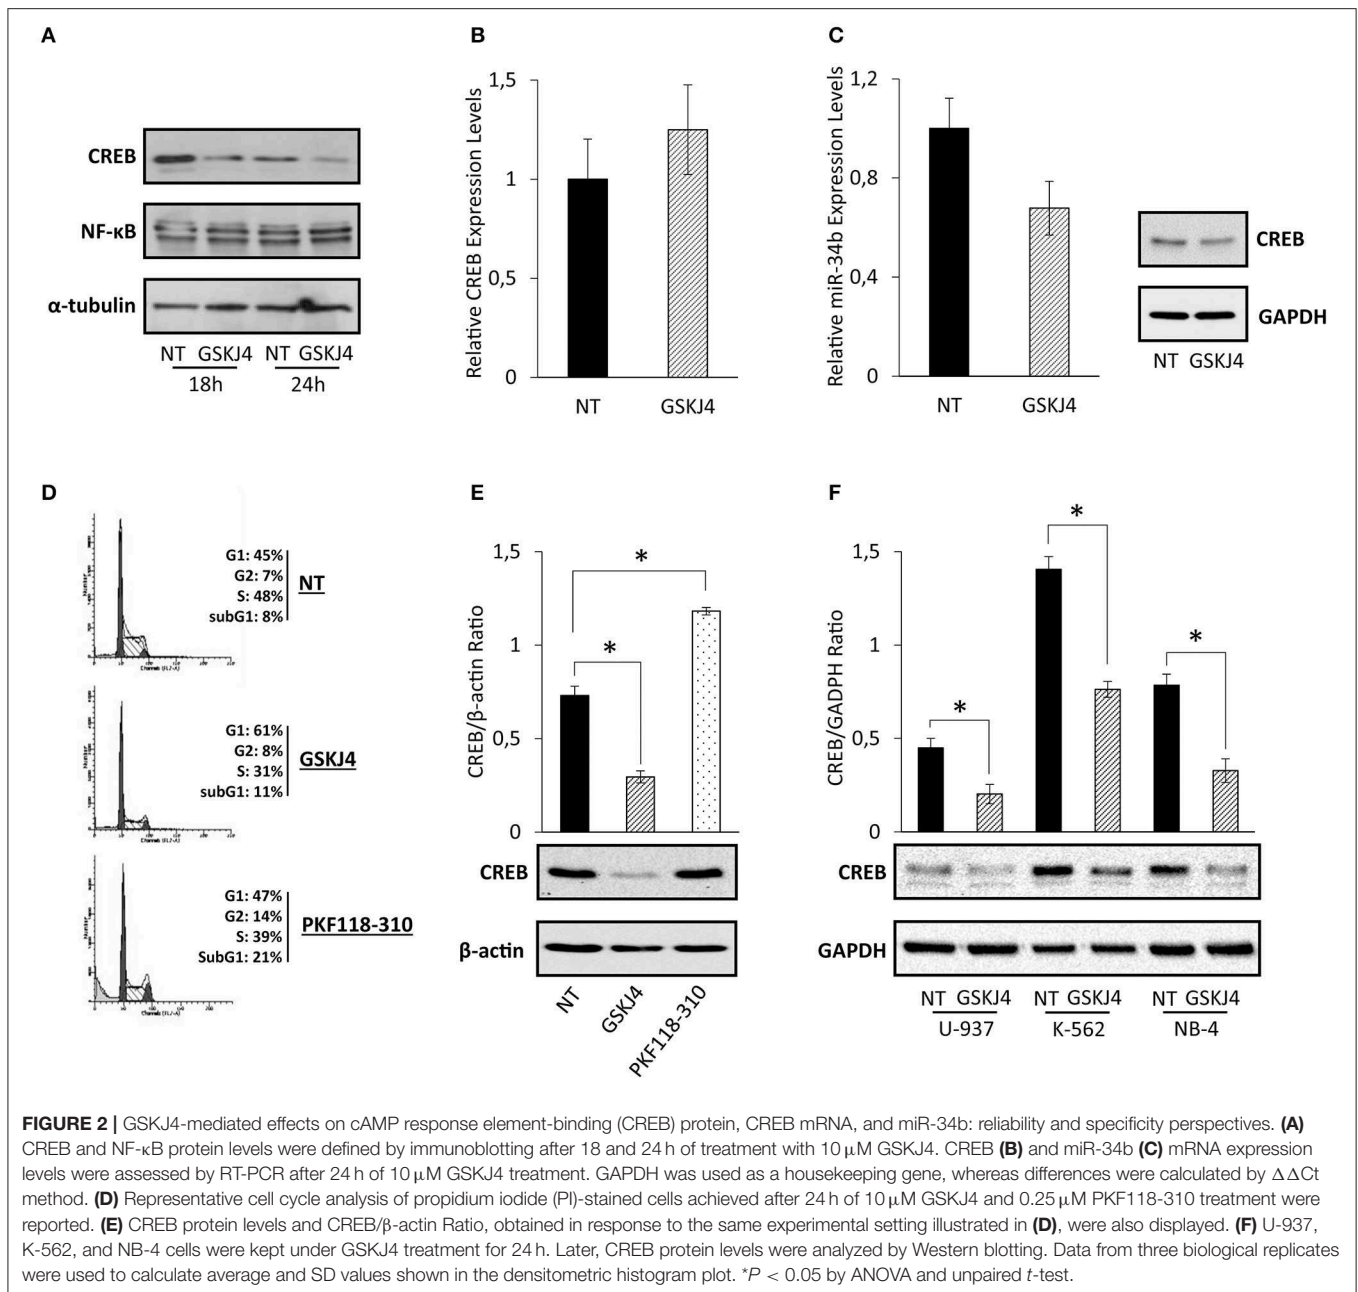 A
CREB
NF-κB
α-tubulin
NT GSKJ4 NT GSKJ4
18h 24h
B
Relative CREB Expression Levels
1,5
1
0,5
0
NT GSKJ4
C
Relative miR-34b Expression Levels
1,2
0,8
0,4
0
NT GSKJ4
CREB
GAPDH
NT GSKJ4
D
G1: 45%
G2: 7%
S: 48%
subG1: 8%
NT
G1: 61%
G2: 8%
S: 31%
subG1: 11%
GSKJ4
G1: 47%
G2: 14%
S: 39%
SubG1: 21%
PKF118-310
E
CREB/β-actin Ratio
1,5
1
0,5
0
*
*
CREB
β-actin
NT GSKJ4 PKF118-310
F
CREB/GADPH Ratio
1,5
1
0,5
0
*
*
*
CREB
GAPDH
NT GSKJ4 NT GSKJ4 NT GSKJ4
U-937 K-562 NB-4
FIGURE 2 | GSKJ4-mediated effects on cAMP response element-binding (CREB) protein, CREB mRNA, and miR-34b: reliability and specificity perspectives. (A)
CREB and NF-κB protein levels were defined by immunoblotting after 18 and 24 h of treatment with 10 μM GSKJ4. CREB (B) and miR-34b (C) mRNA expression
levels were assessed by RT-PCR after 24 h of 10 μM GSKJ4 treatment. GAPDH was used as a housekeeping gene, whereas differences were calculated by ΔΔCt
method. (D) Representative cell cycle analysis of propidium iodide (PI)-stained cells achieved after 24 h of 10 μM GSKJ4 and 0.25 μM PKF118-310 treatment were
reported. (E) CREB protein levels and CREB/β-actin Ratio, obtained in response to the same experimental setting illustrated in (D), were also displayed. (F) U-937,
K-562, and NB-4 cells were kept under GSKJ4 treatment for 24 h. Later, CREB protein levels were analyzed by Western blotting. Data from three biological replicates
were used to calculate average and SD values shown in the densitometric histogram plot. *P < 0.05 by ANOVA and unpaired t-test.